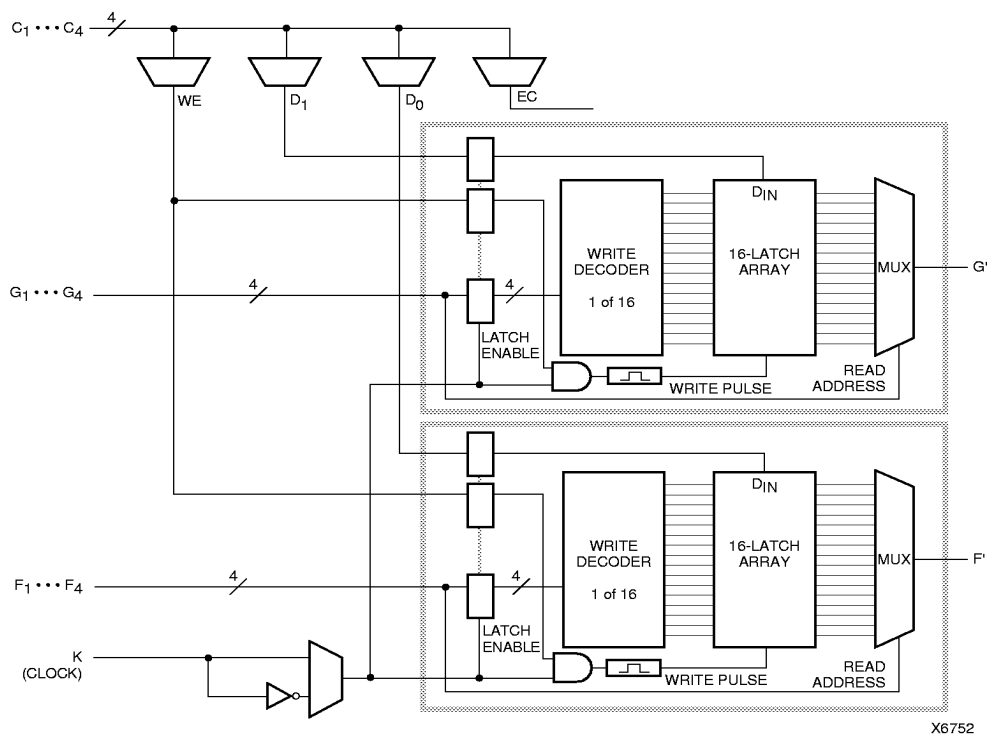 C1 ••• C4
4
WE
D1
D0
EC
DIN
WRITE
DECODER
1 of 16
16-LATCH
ARRAY
MUX
G'
G1 ••• G4
4
4
LATCH
ENABLE
WRITE PULSE
READ
ADDRESS
DIN
WRITE
DECODER
1 of 16
16-LATCH
ARRAY
MUX
F'
F1 ••• F4
4
4
LATCH
ENABLE
WRITE PULSE
READ
ADDRESS
K
(CLOCK)
X6752